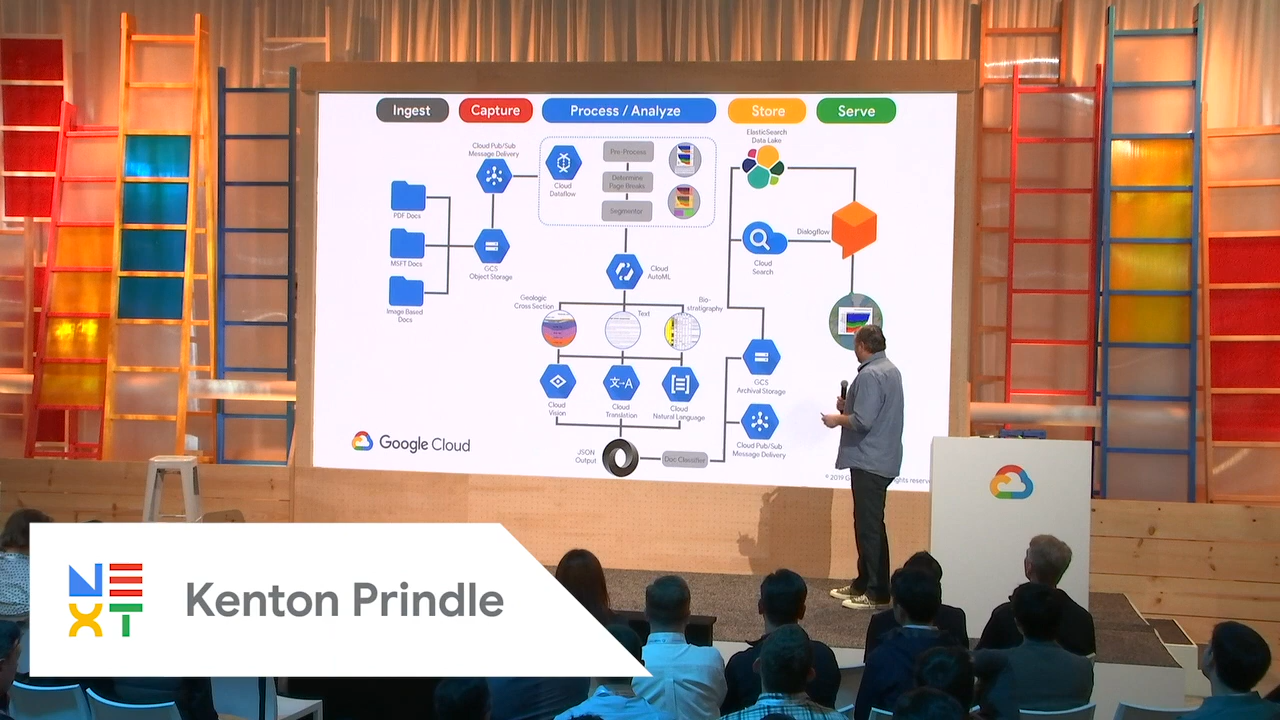 Ingest
Capture
Process / Analyze
Store
Serve
Cloud Pub/Sub
Message Delivery
PDF Docs
MSFT Docs
Image Based
Docs
GCS
Object Storage
Cloud
Dataflow
Pre-Process
Determine
Page Breaks
Segmentor
Cloud
AutoML
Geologic
Cross Section
Text
Bio-
stratigraphy
Cloud
Vision
文→A
Cloud
Translation
Cloud
Natural Language
JSON
Output
Doc Classifier
ElasticSearch
Data Lake
Cloud
Search
Dialogflow
GCS
Archival Storage
Cloud Pub/Sub
Message Delivery
Google Cloud
© 2019
NEXT
Kenton Prindle